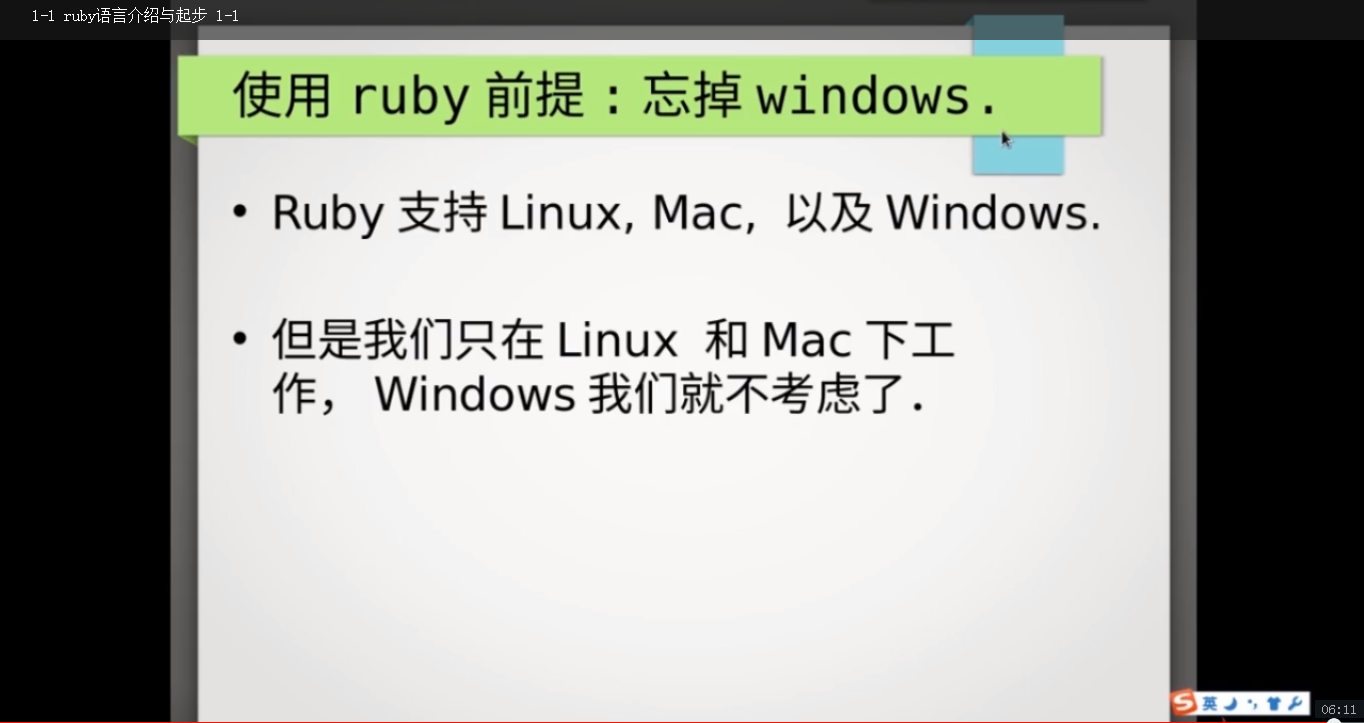 1-1 ruby语言介绍与起步 1-1
使用 ruby 前提：忘掉 windows.
• Ruby 支持 Linux, Mac, 以及 Windows.
• 但是我们只在 Linux 和 Mac 下工
作， Windows 我们就不考虑了.
英
06:11